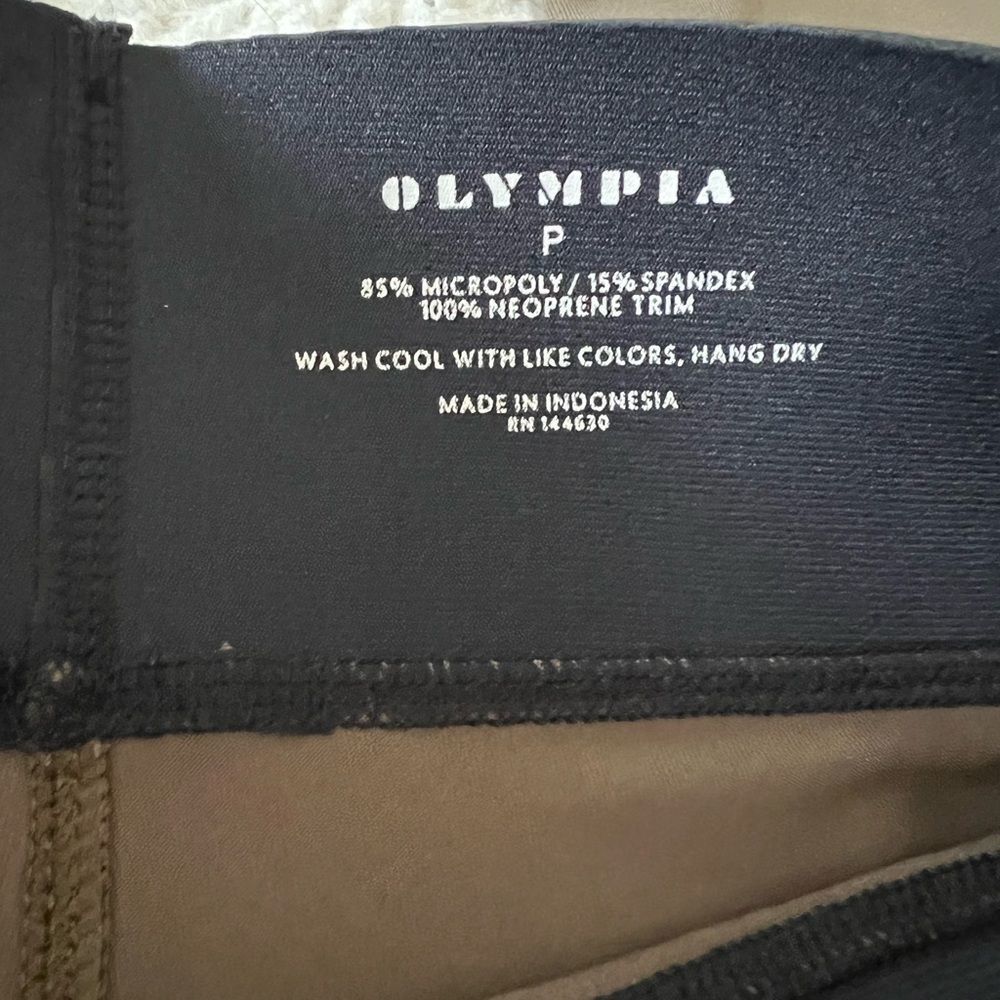 OLYMPIA
P
85% MICROPOLY / 15% SPANDEX
100% NEOPRENE TRIM
WASH COOL WITH LIKE COLORS, HANG DRY
MADE IN INDONESIA
RN 144630